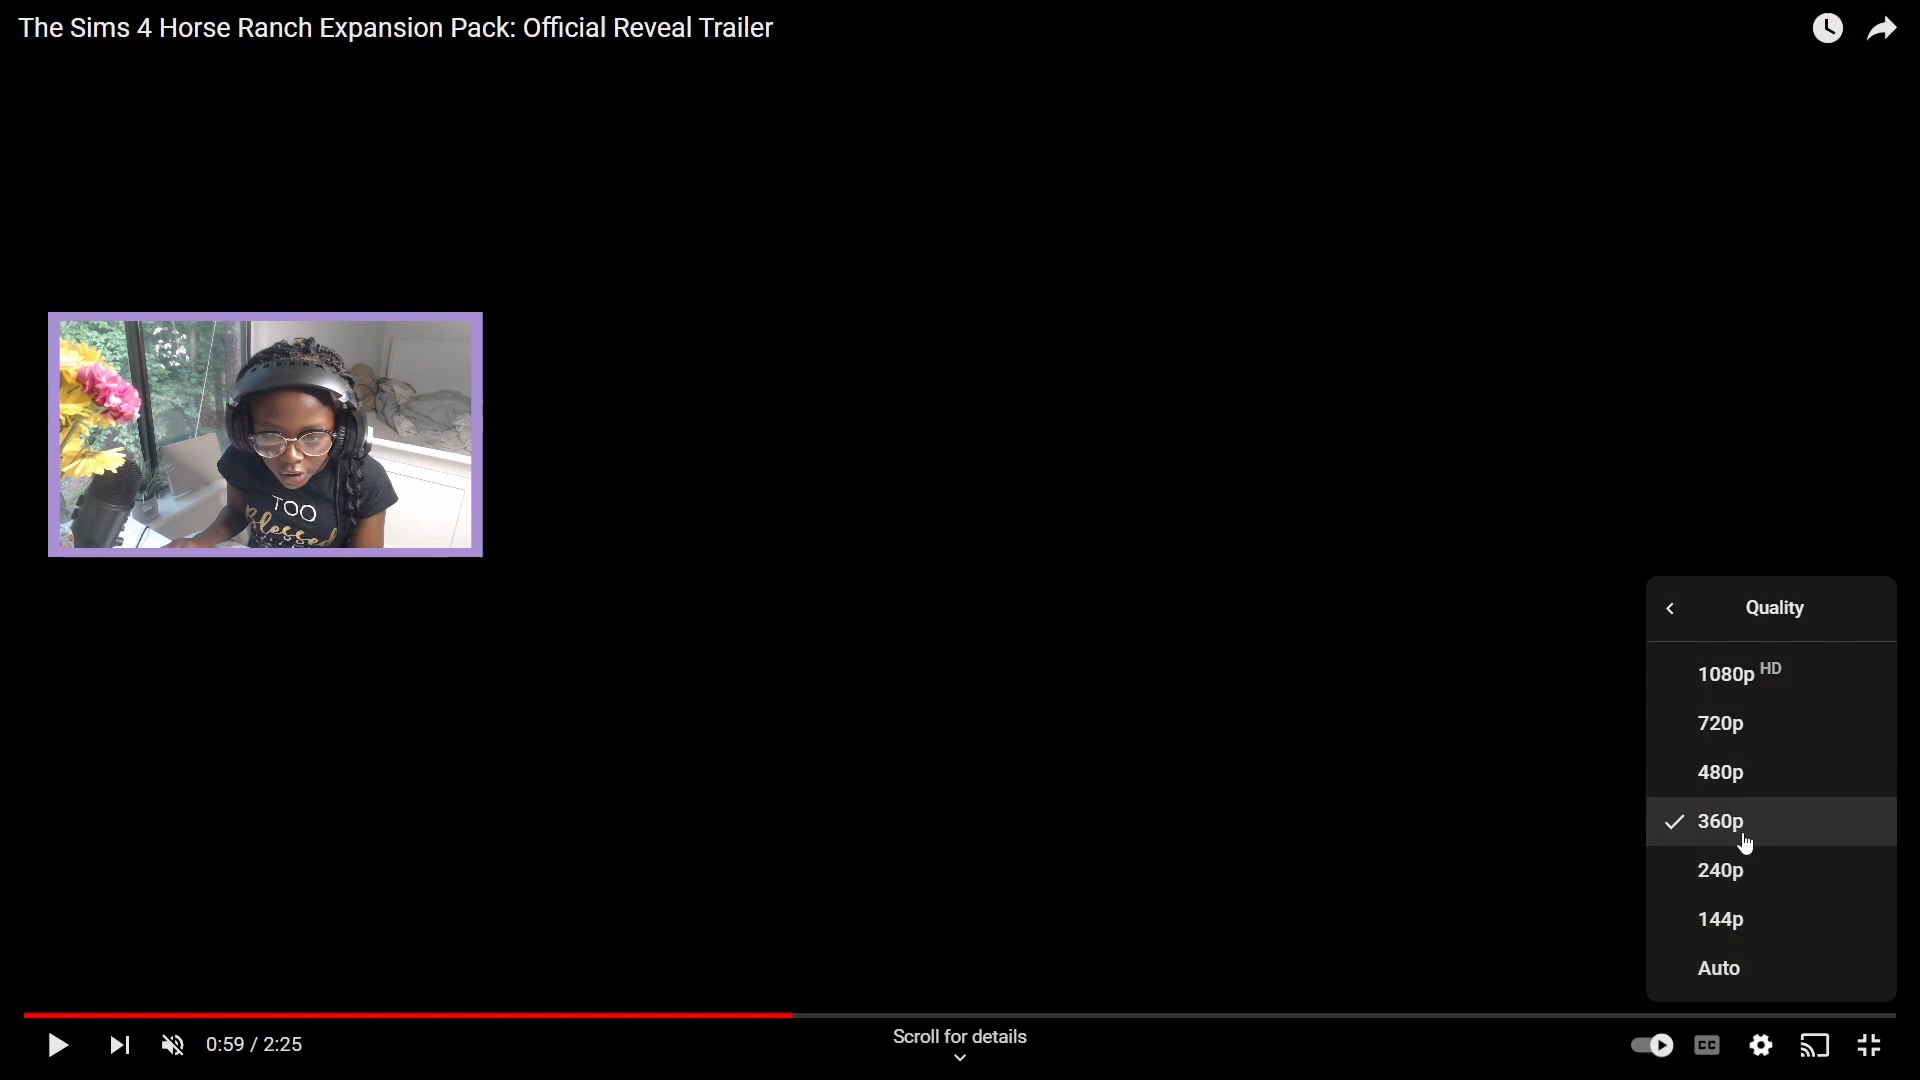 The Sims 4 Horse Ranch Expansion Pack: Official Reveal Trailer
TOO
Blessed
Quality
1080p HD
720p
480p
360p
240p
144p
Auto
0:59 / 2:25
Scroll for details
CC